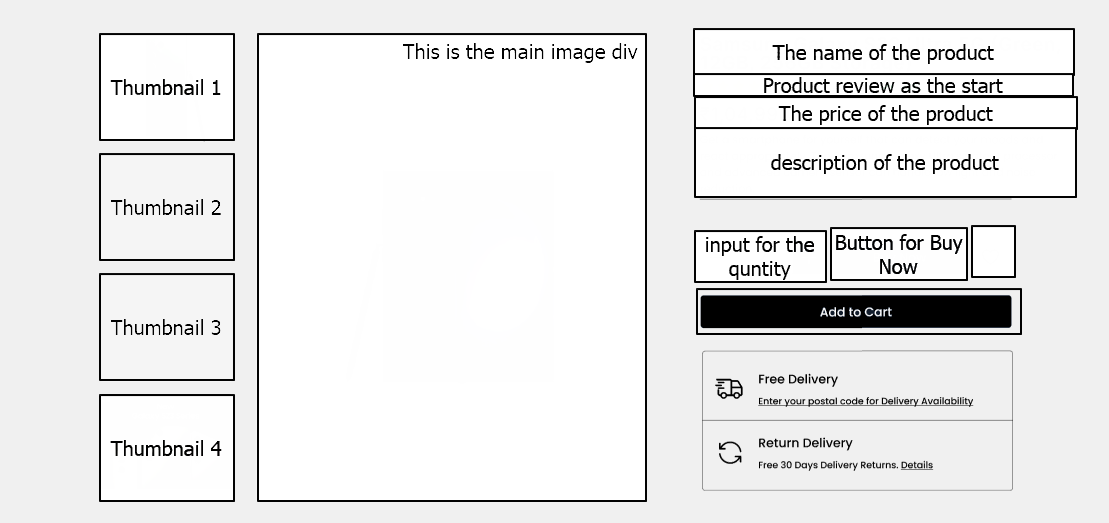 Thumbnail 1
Thumbnail 2
Thumbnail 3
Thumbnail 4
This is the main image div
The name of the product
Product review as the start
The price of the product
description of the product
input for the
quntity
Button for Buy
Now
Add to Cart
Free Delivery
Enter your postal code for Delivery Availability
Return Delivery
Free 30 Days Delivery Returns. Details